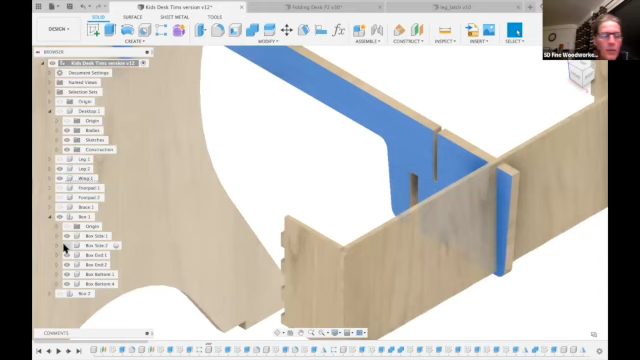 Kids Desk Tims version v12*
Folding Desk F2 v30*
leg_latch v10
DESIGN
SOLID
SURFACE
SHEET METAL
TOOLS
CREATE
MODIFY
ASSEMBLE
CONSTRUCT
INSPECT
INSERT
SELECT
SD Fine Woodworke...
BROWSER
Kids Desk Tims version v12
Document Settings
Named Views
Selection Sets
Origin
Desktop 1
Origin
Bodies
Sketches
Construction
Leg 1
Leg 2
Wing 1
Footpad 1
Footpad 2
Brace 1
Box 1
Origin
Box Side 1
Box Side 2
Box End 1
Box End 2
Box Bottom 1
Box Bottom 4
Box 2
COMMENTS